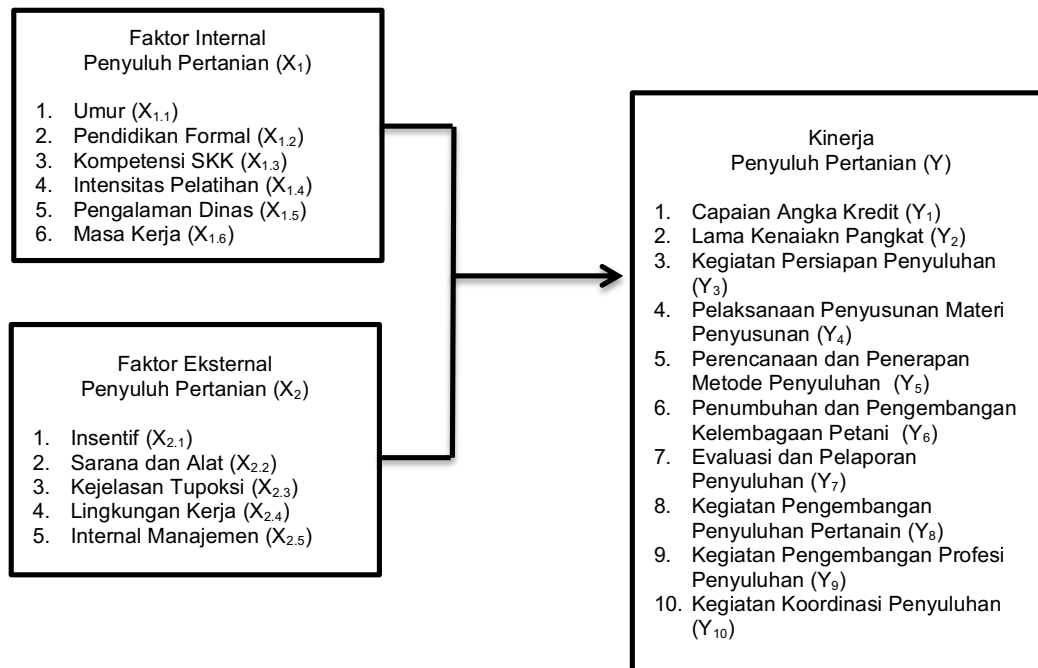 Faktor Internal
Penyuluh Pertanian (X1)
1. Umur (X1.1)
2. Pendidikan Formal (X1.2)
3. Kompetensi SKK (X1.3)
4. Intensitas Pelatihan (X1.4)
5. Pengalaman Dinas (X1.5)
6. Masa Kerja (X1.6)
Faktor Eksternal
Penyuluh Pertanian (X2)
1. Insentif (X2.1)
2. Sarana dan Alat (X2.2)
3. Kejelasan Tupoksi (X2.3)
4. Lingkungan Kerja (X2.4)
5. Internal Manajemen (X2.5)
Kinerja
Penyuluh Pertanian (Y)
1. Capaian Angka Kredit (Y1)
2. Lama Kenaiakn Pangkat (Y2)
3. Kegiatan Persiapan Penyuluhan
(Y3)
4. Pelaksanaan Penyusunan Materi
Penyusunan (Y4)
5. Perencanaan dan Penerapan
Metode Penyuluhan (Y5)
6. Penumbuhan dan Pengembangan
Kelembagaan Petani (Y6)
7. Evaluasi dan Pelaporan
Penyuluhan (Y7)
8. Kegiatan Pengembangan
Penyuluhan Pertanain (Y8)
9. Kegiatan Pengembangan Profesi
Penyuluhan (Y9)
10. Kegiatan Koordinasi Penyuluhan
(Y10)